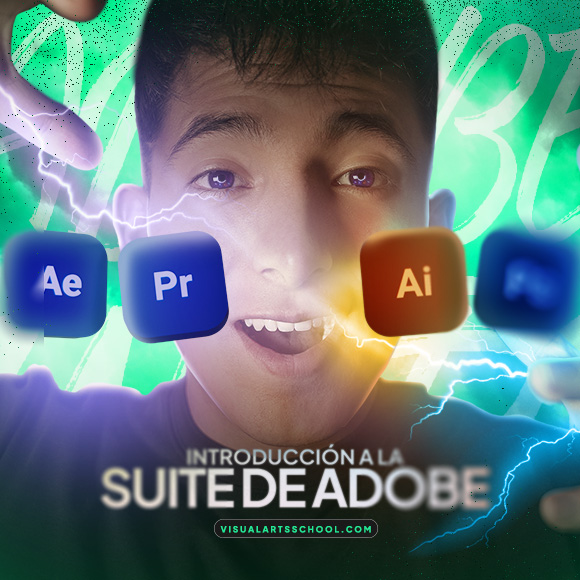 Ae
Pr
Ai
INTRODUCCIÓN A LA
SUITE DE ADOBE
VISUALARTSSCHOOL.COM